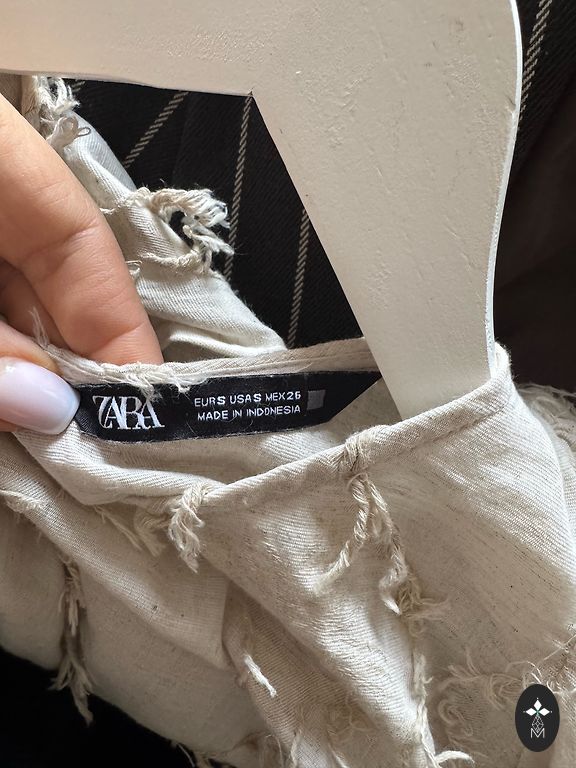 ZARA
EUR S USA S MEX 26
MADE IN INDONESIA
M